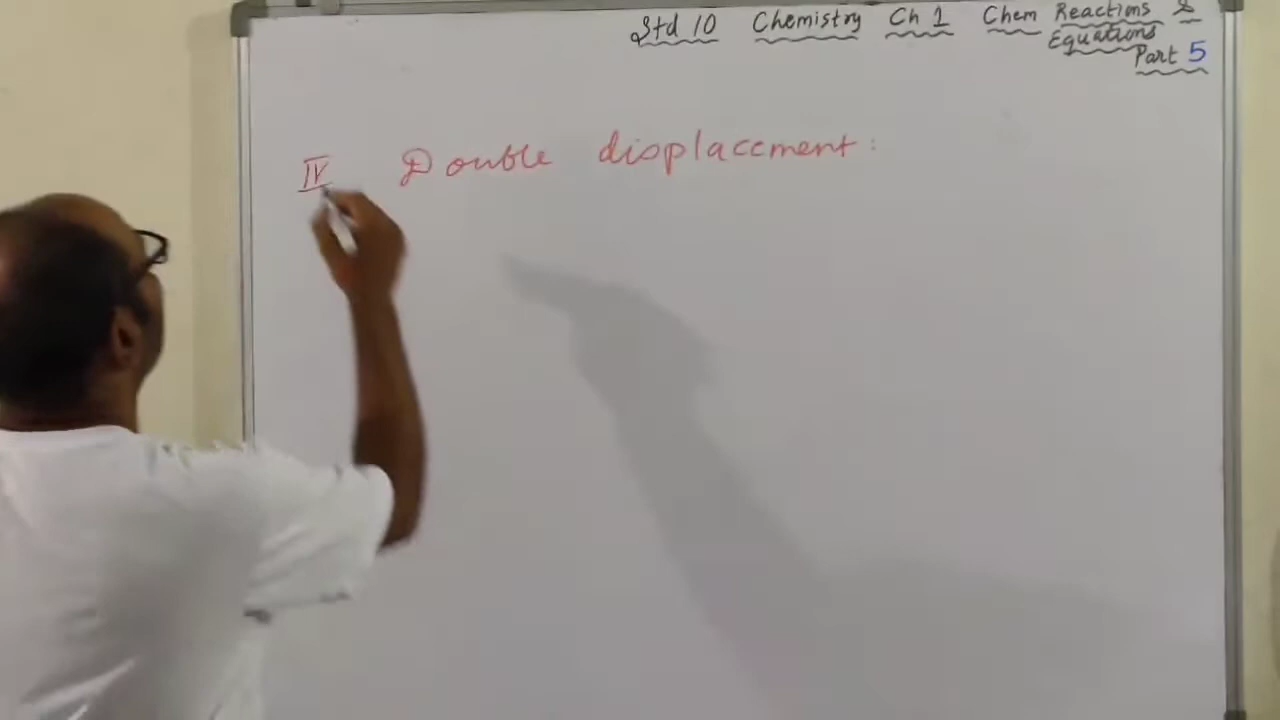 Std 10 Chemistry Ch 1 Chem Reactions &
Equations
Part 5
IV Double displacement: